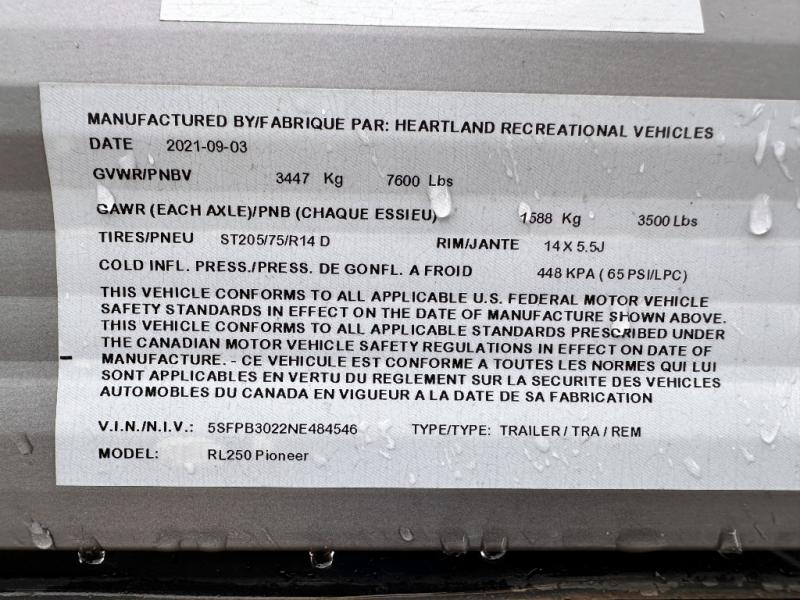 MANUFACTURED BY/FABRIQUE PAR: HEARTLAND RECREATIONAL VEHICLES
DATE 2021-09-03
GVWR/PNBV 3447 Kg 7600 Lbs
GAWR (EACH AXLE)/PNB (CHAQUE ESSIEU) 1588 Kg 3500 Lbs
TIRES/PNEU ST205/75/R14 D RIM/JANTE 14 X 5.5J
COLD INFL. PRESS./PRESS. DE GONFL. A FROID 448 KPA ( 65 PSI/LPC)
THIS VEHICLE CONFORMS TO ALL APPLICABLE U.S. FEDERAL MOTOR VEHICLE
SAFETY STANDARDS IN EFFECT ON THE DATE OF MANUFACTURE SHOWN ABOVE.
THIS VEHICLE CONFORMS TO ALL APPLICABLE STANDARDS PRESCRIBED UNDER
THE CANADIAN MOTOR VEHICLE SAFETY REGULATIONS IN EFFECT ON DATE OF
MANUFACTURE. - CE VEHICULE EST CONFORME A TOUTES LES NORMES QUI LUI
SONT APPLICABLES EN VERTU DU REGLEMENT SUR LA SECURITE DES VEHICLES
AUTOMOBILES DU CANADA EN VIGUEUR A LA DATE DE SA FABRICATION
V.I.N./N.I.V.: 5SFPB3022NE484546 TYPE/TYPE: TRAILER / TRA / REM
MODEL: RL250 Pioneer